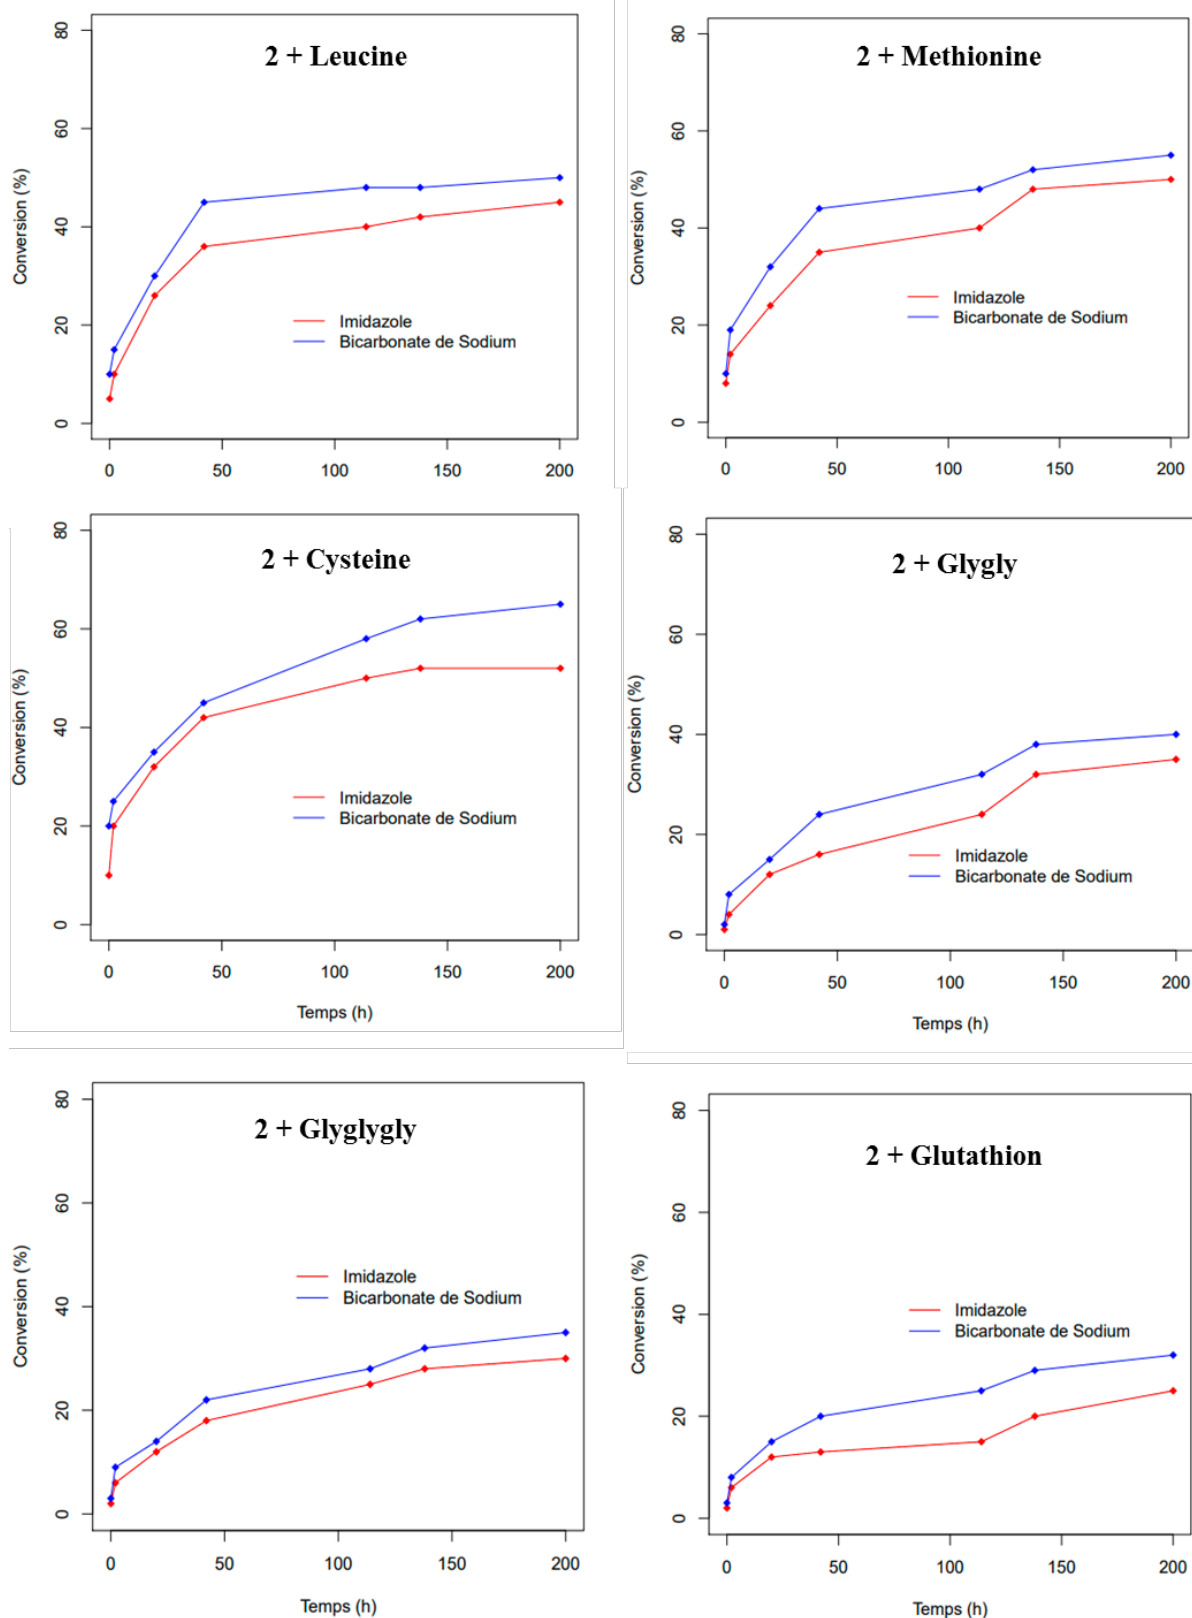 2 + Leucine
80
60
40
20
0
Conversion (%)
Imidazole
Bicarbonate de Sodium
0 50 100 150 200
2 + Methionine
80
60
40
20
0
Conversion (%)
Imidazole
Bicarbonate de Sodium
0 50 100 150 200
2 + Cysteine
80
60
40
20
0
Conversion (%)
Imidazole
Bicarbonate de Sodium
0 50 100 150 200
Temps (h)
2 + Glygly
80
60
40
20
0
Conversion (%)
Imidazole
Bicarbonate de Sodium
0 50 100 150 200
Temps (h)
2 + Glyglygly
80
60
40
20
0
Conversion (%)
Imidazole
Bicarbonate de Sodium
0 50 100 150 200
Temps (h)
2 + Glutathion
80
60
40
20
0
Conversion (%)
Imidazole
Bicarbonate de Sodium
0 50 100 150 200
Temps (h)